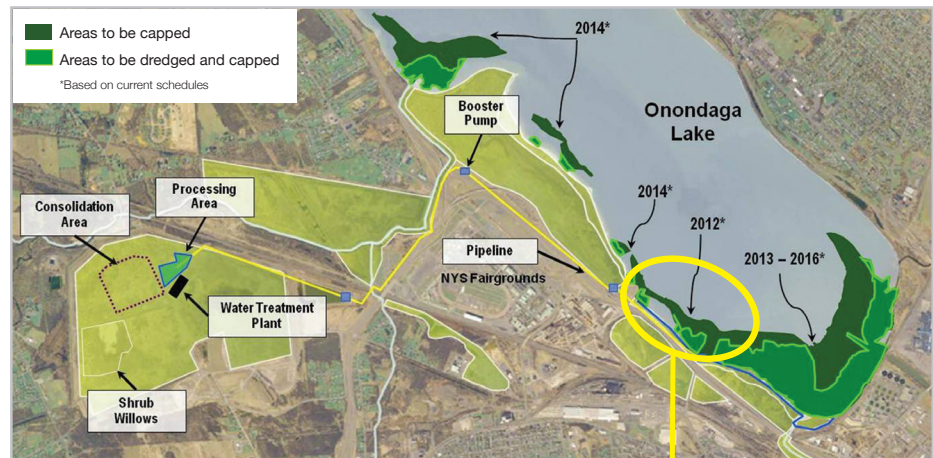 Areas to be capped
Areas to be dredged and capped
*Based on current schedules
2014*
Booster
Pump
Onondaga
Lake
Processing
Area
Consolidation
Area
2014*
2012*
Pipeline
NYS Fairgrounds
2013 – 2016*
Water Treatment
Plant
Shrub
Willows